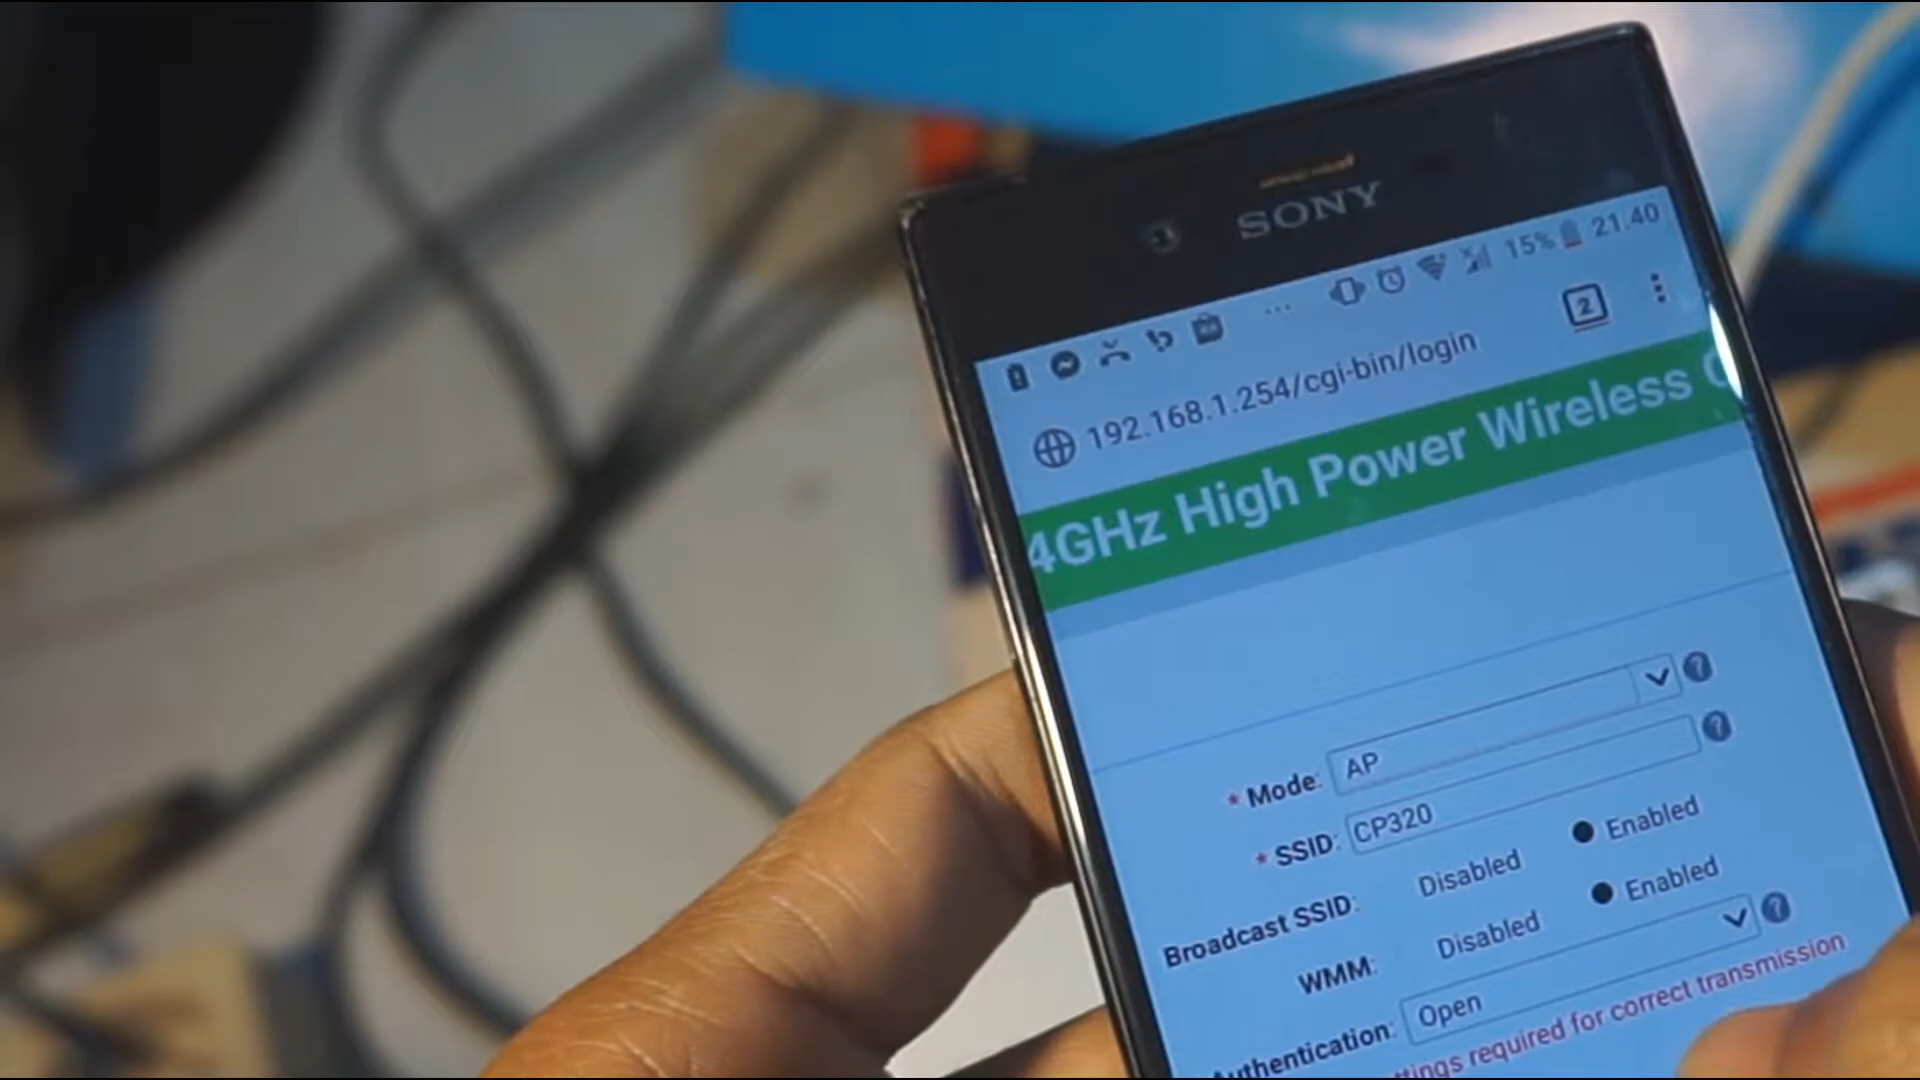 SONY
15% 21.40
192.168.1.254/cgi-bin/login
2
4GHz High Power Wireless
* Mode: AP
* SSID: CP320
Broadcast SSID: Disabled Enabled
WMM: Disabled Enabled
Authentication: Open
required for correct transmission